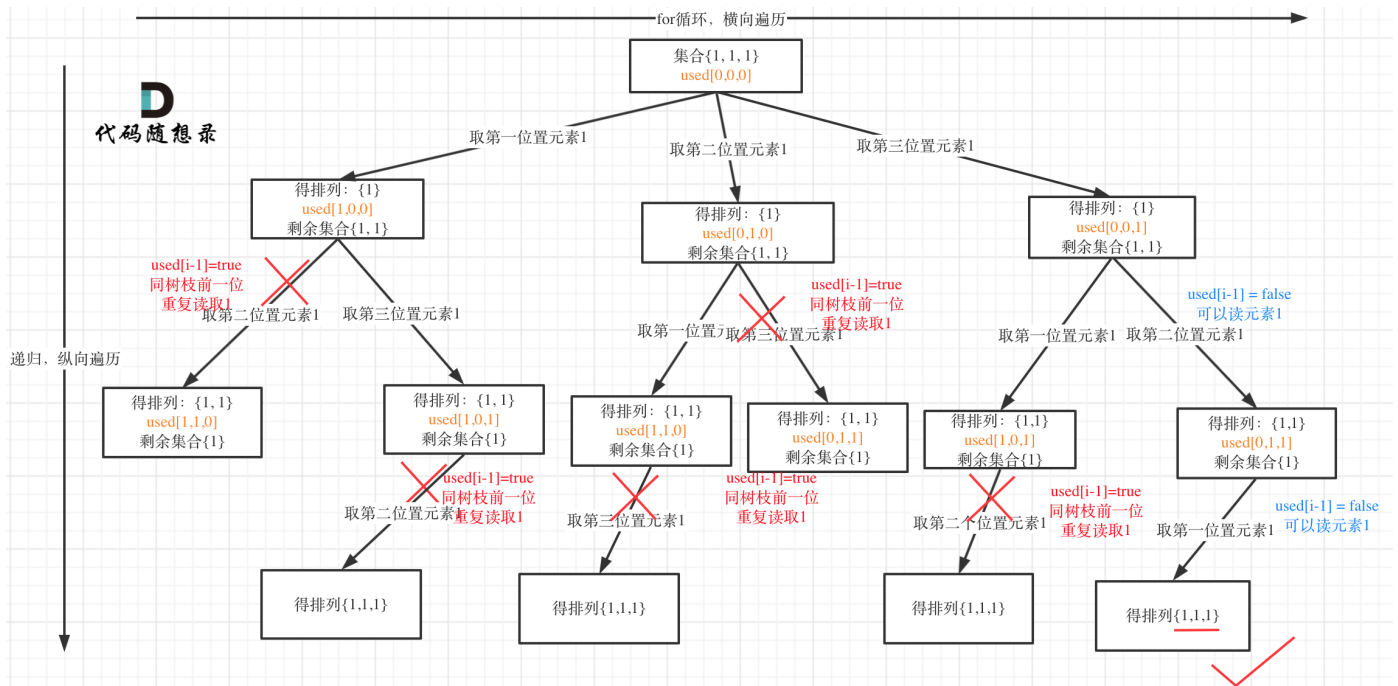 for循环，横向遍历
集合{1, 1, 1}
used[0,0,0]
代码随想录
取第一位置元素1
取第二位置元素1
取第三位置元素1
得排列：{1}
used[1,0,0]
剩余集合{1, 1}
得排列：{1}
used[0,1,0]
剩余集合{1, 1}
得排列：{1}
used[0,0,1]
剩余集合{1, 1}
used[i-1]=true
同树枝前一位
重复读取1
取第二位置元素1
取第三位置元素1
used[i-1]=true
同树枝前一位
重复读取1
取第一位置元
取第三位置元素1
used[i-1] = false
可以读元素1
取第一位置元素1
取第二位置元素1
递归，纵向遍历
得排列：{1, 1}
used[1,1,0]
剩余集合{1}
得排列：{1, 1}
used[1,0,1]
剩余集合{1}
得排列：{1, 1}
used[1,1,0]
剩余集合{1}
得排列：{1, 1}
used[0,1,1]
剩余集合{1}
得排列：{1,1}
used[1,0,1]
剩余集合{1}
得排列：{1,1}
used[0,1,1]
剩余集合{1}
used[i-1]=true
同树枝前一位
重复读取1
取第二位置元素1
used[i-1]=true
同树枝前一位
重复读取1
取第三位置元素1
used[i-1]=true
同树枝前一位
重复读取1
取第二个位置元素1
used[i-1] = false
可以读元素1
取第一位置元素1
得排列{1,1,1}
得排列{1,1,1}
得排列{1,1,1}
得排列{1,1,1}